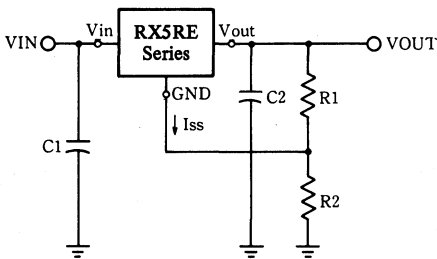 VIN
Vin
RX5RE
Series
Vout
VOUT
GND
Iss
C1
C2
R1
R2